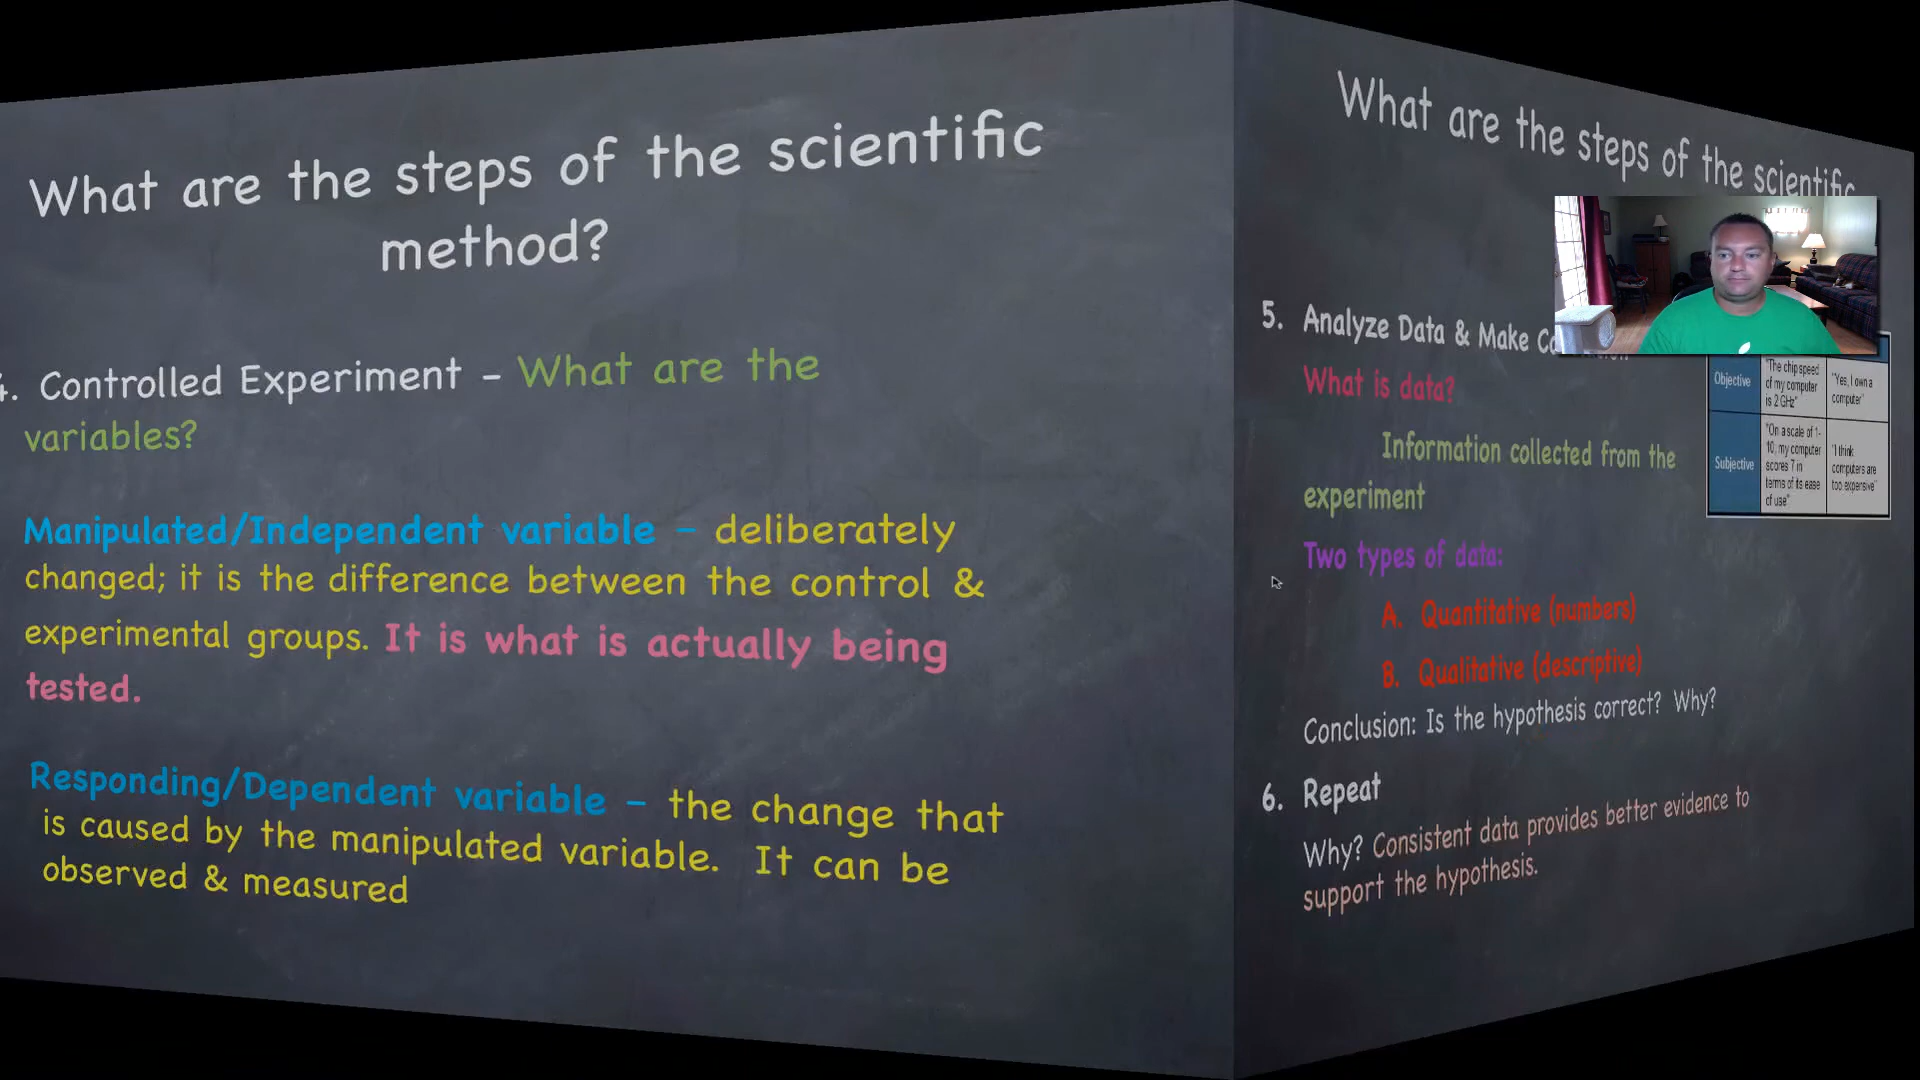 What are the steps of the scientific
method?
4. Controlled Experiment – What are the
variables?
Manipulated/Independent variable – deliberately
changed; it is the difference between the control &
experimental groups. It is what is actually being
tested.
Responding/Dependent variable – the change that
is caused by the manipulated variable. It can be
observed & measured
What are the steps of the scientific
5. Analyze Data & Make
What is data?
Information collected from the
experiment
Two types of data:
A. Quantitative (numbers)
B. Qualitative (descriptive)
Conclusion: Is the hypothesis correct? Why?
6. Repeat
Why? Consistent data provides better evidence to
support the hypothesis.
Objective
"The chip speed
of my computer
is 2 GHz"
"Yes, I own a
computer"
Subjective
"On a scale of 1-
10, my computer
scores 7 in
terms of its ease
of use"
"I think
computers are
too expensive"